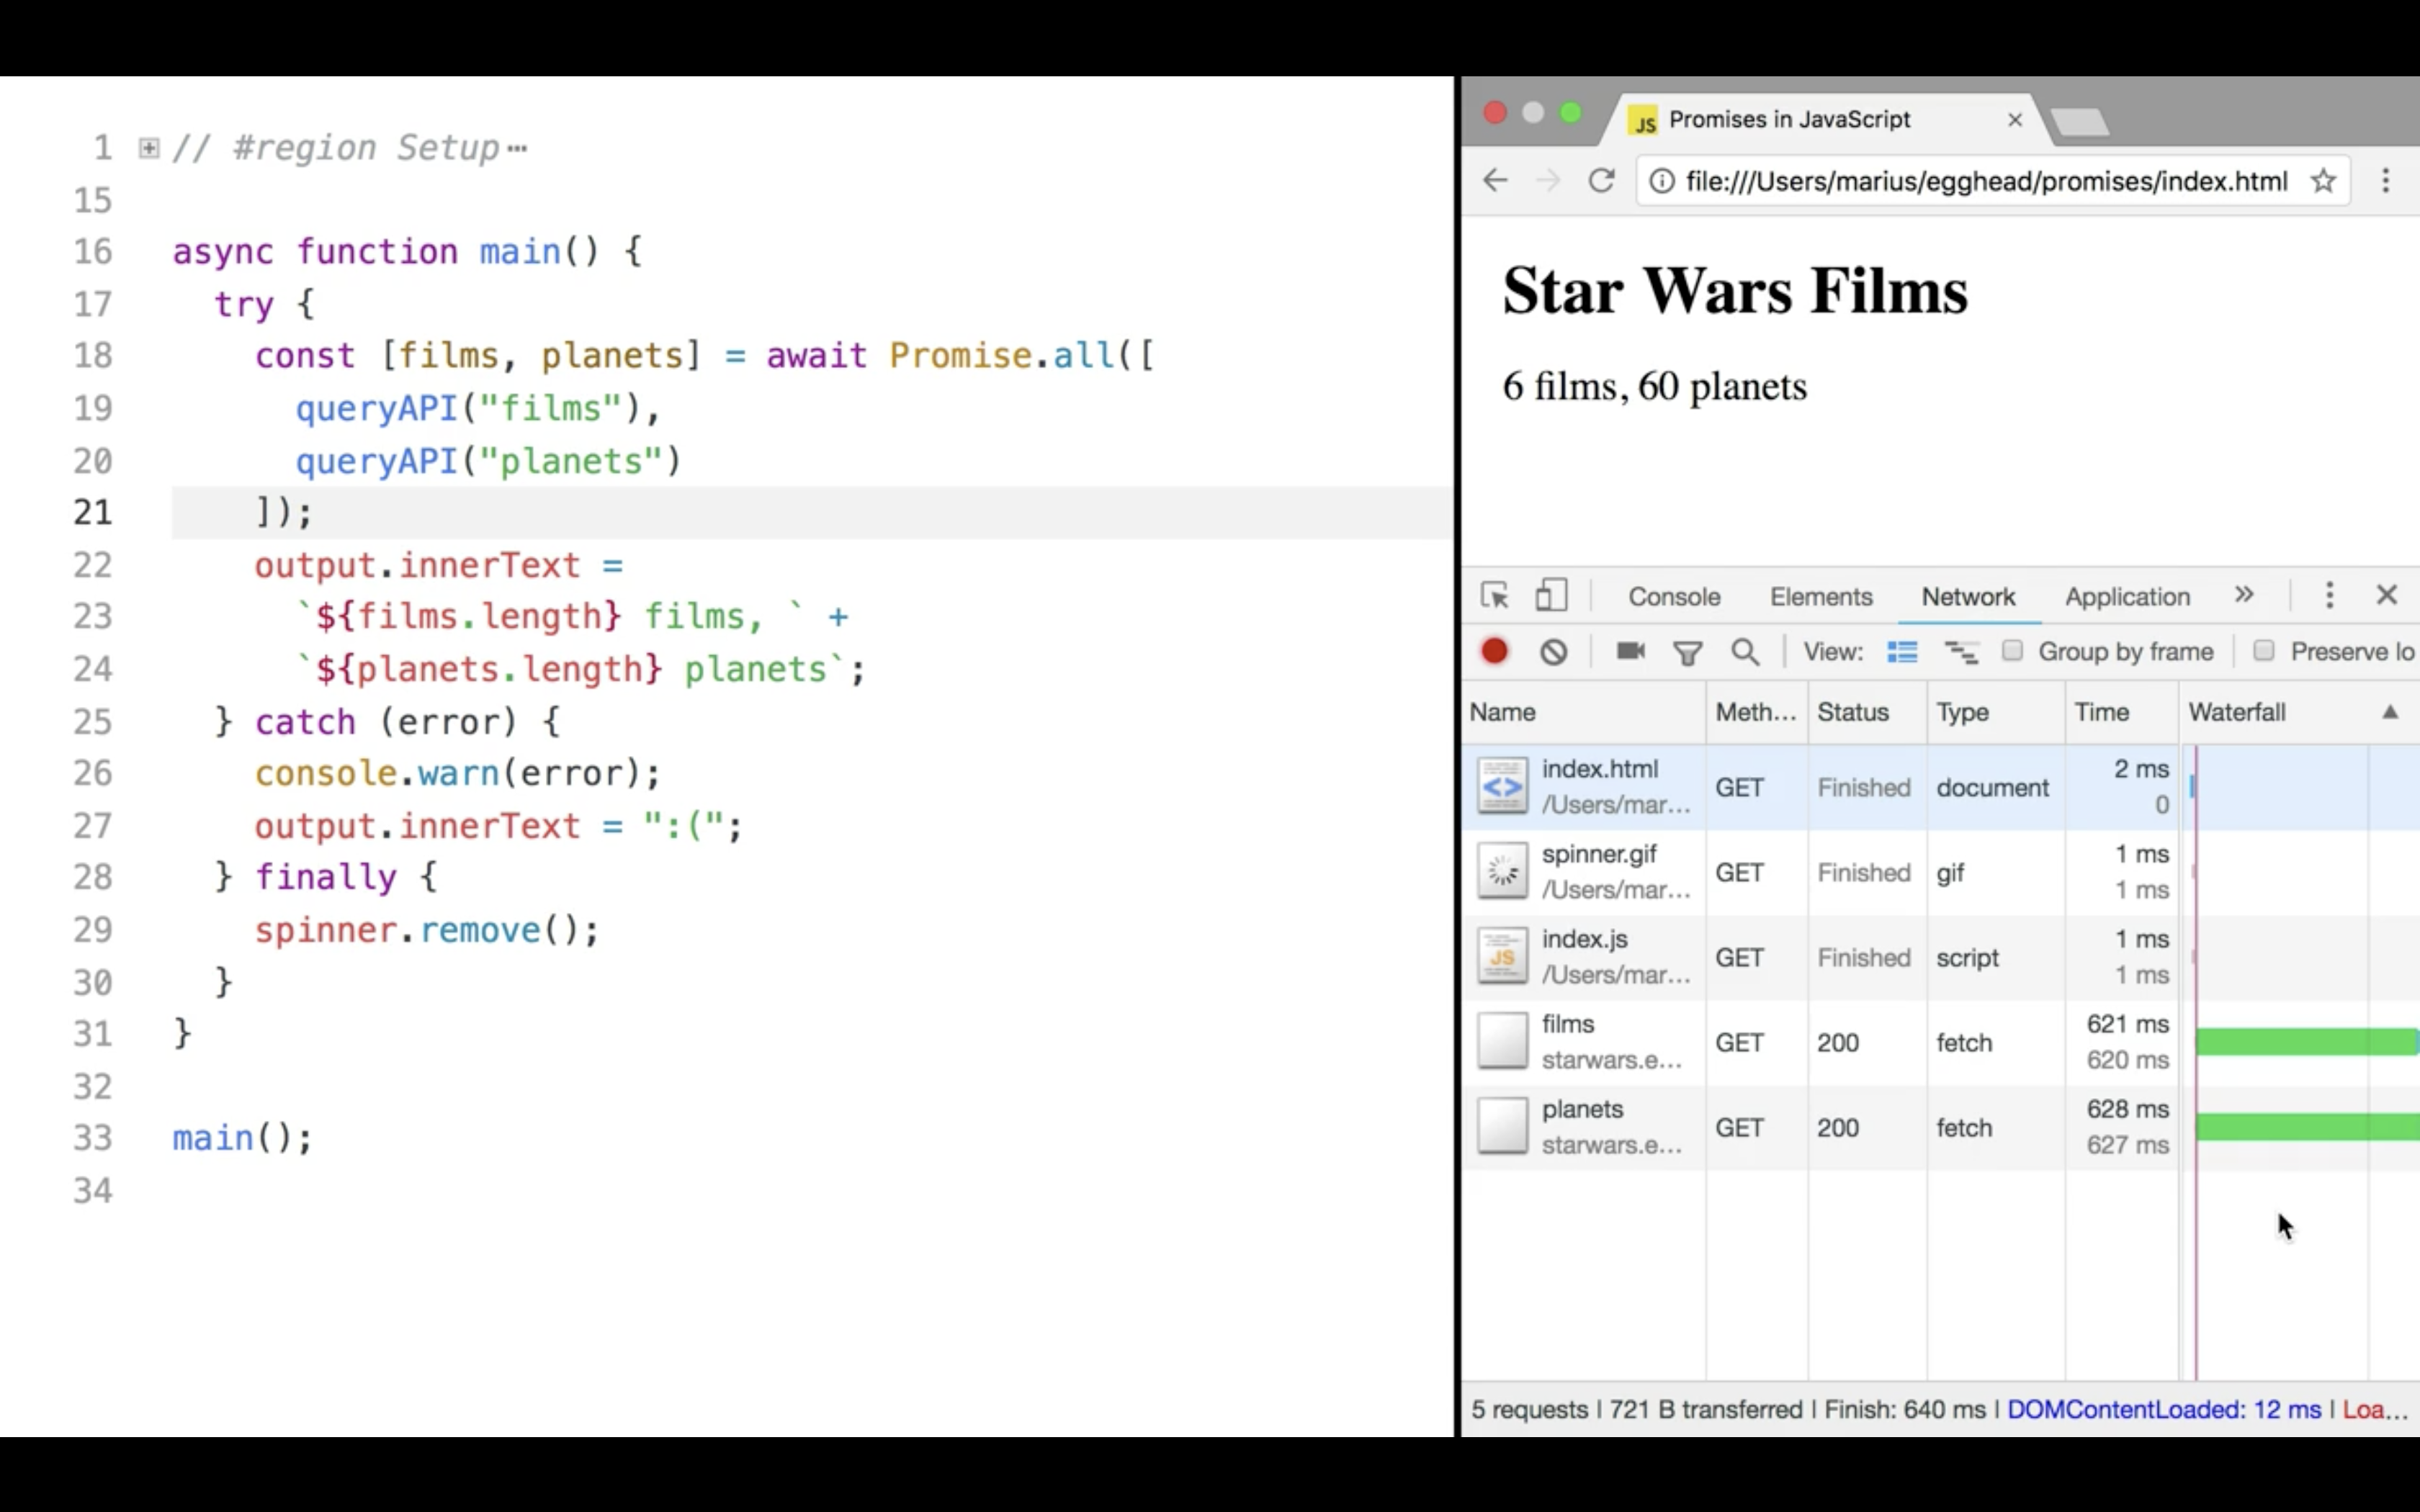 1 // #region Setup⋯
15
16 async function main() {
17   try {
18     const [films, planets] = await Promise.all([
19       queryAPI("films"),
20       queryAPI("planets")
21     ]);
22     output.innerText =
23       `${films.length} films, ` +
24       `${planets.length} planets`;
25   } catch (error) {
26     console.warn(error);
27     output.innerText = ":(";
28   } finally {
29     spinner.remove();
30   }
31 }
32
33 main();
34
JS Promises in JavaScript
file:///Users/marius/egghead/promises/index.html
Star Wars Films
6 films, 60 planets
Console Elements Network Application
View: Group by frame Preserve lo
Name Meth… Status Type Time Waterfall
index.html GET Finished document 2 ms
/Users/mar… 0
spinner.gif GET Finished gif 1 ms
/Users/mar… 1 ms
JS index.js GET Finished script 1 ms
/Users/mar… 1 ms
films GET 200 fetch 621 ms
starwars.e… 620 ms
planets GET 200 fetch 628 ms
starwars.e… 627 ms
5 requests | 721 B transferred | Finish: 640 ms | DOMContentLoaded: 12 ms | Loa…